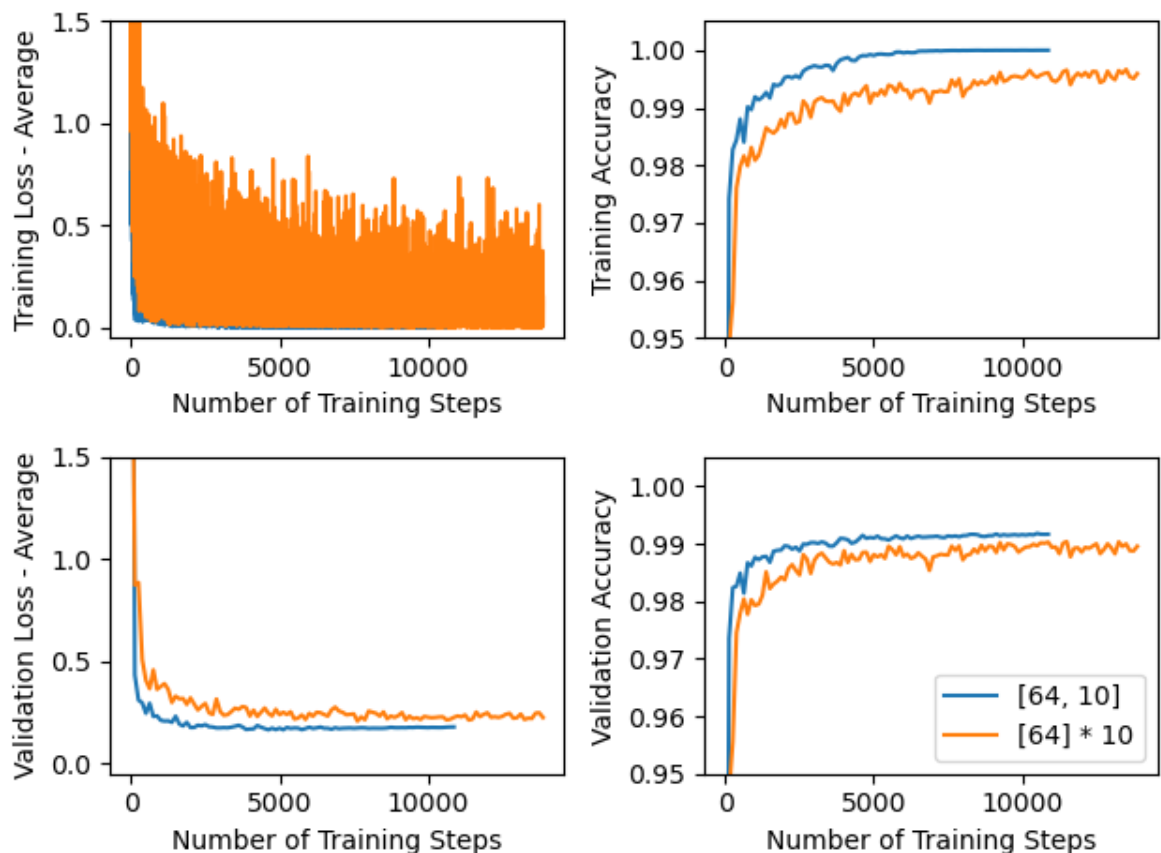 Training Loss - Average
1.5
1.0
0.5
0.0
0 5000 10000
Number of Training Steps
Training Accuracy
1.00
0.99
0.98
0.97
0.96
0.95
0 5000 10000
Number of Training Steps
Validation Loss - Average
1.5
1.0
0.5
0.0
0 5000 10000
Number of Training Steps
Validation Accuracy
1.00
0.99
0.98
0.97
0.96
0.95
[64, 10]
[64] * 10
0 5000 10000
Number of Training Steps